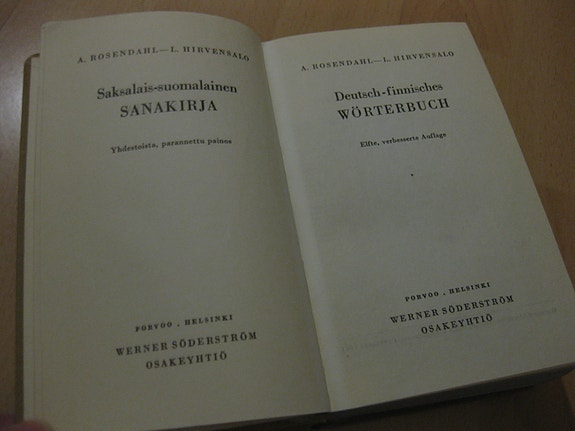 A. ROSENDAHL—L. HIRVENSALO
Saksalais-suomalainen
SANAKIRJA
Yhdestoista, parannettu painos
PORVOO . HELSINKI
WERNER SÖDERSTRÖM
OSAKEYHTIÖ
A. ROSENDAHL—L. HIRVENSALO
Deutsch-finnisches
WÖRTERBUCH
Elfte, verbesserte Auflage
PORVOO . HELSINKI
WERNER SÖDERSTRÖM
OSAKEYHTIÖ